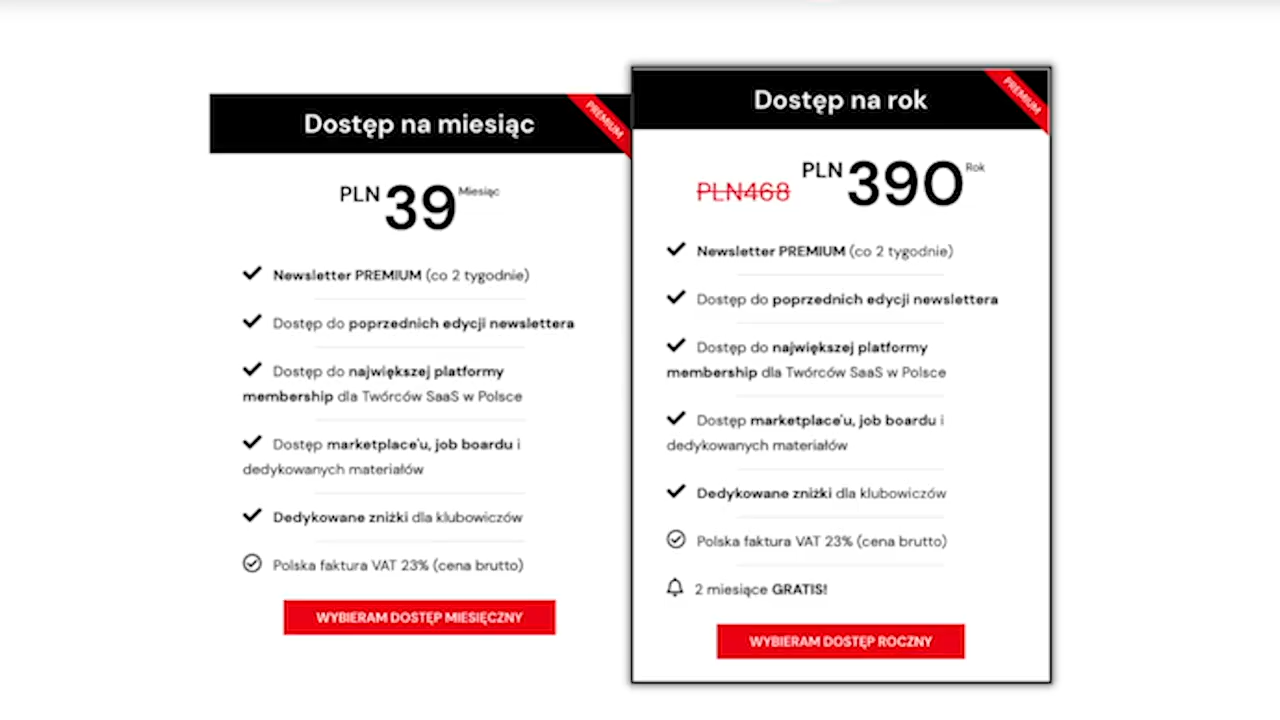 Dostęp na miesiąc
PREMIUM
PLN 39 Miesiąc
Newsletter PREMIUM (co 2 tygodnie)
Dostęp do poprzednich edycji newslettera
Dostęp do największej platformy
membership dla Twórców SaaS w Polsce
Dostęp marketplace'u, job boardu i
dedykowanych materiałów
Dedykowane zniżki dla klubowiczów
Polska faktura VAT 23% (cena brutto)
WYBIERAM DOSTĘP MIESIĘCZNY
Dostęp na rok
PREMIUM
PLN468 PLN 390 Rok
Newsletter PREMIUM (co 2 tygodnie)
Dostęp do poprzednich edycji newslettera
Dostęp do największej platformy
membership dla Twórców SaaS w Polsce
Dostęp marketplace'u, job boardu i
dedykowanych materiałów
Dedykowane zniżki dla klubowiczów
Polska faktura VAT 23% (cena brutto)
2 miesiące GRATIS!
WYBIERAM DOSTĘP ROCZNY